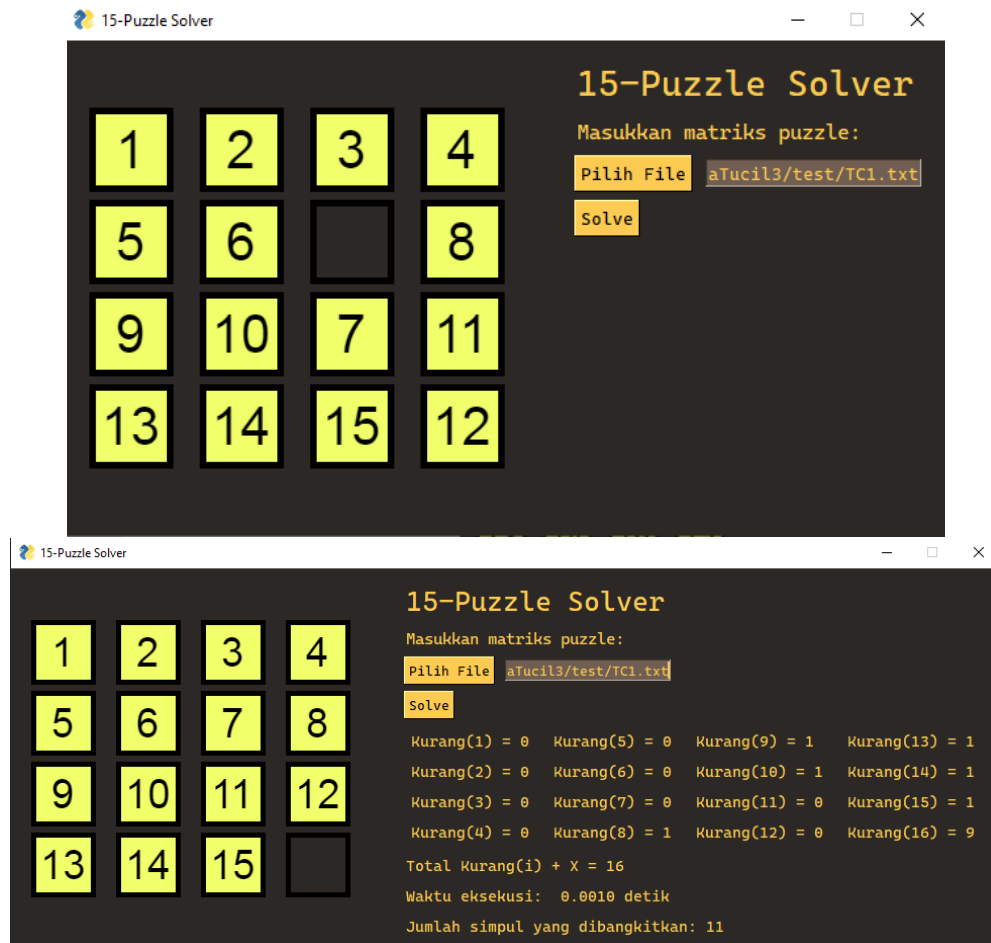 15-Puzzle Solver
15-Puzzle Solver
Masukkan matriks puzzle:
Pilih File aTucil3/test/TC1.txt
Solve
1 2 3 4
5 6 8
9 10 7 11
13 14 15 12
15-Puzzle Solver
15-Puzzle Solver
Masukkan matriks puzzle:
Pilih File aTucil3/test/TC1.txt
Solve
1 2 3 4
5 6 7 8
9 10 11 12
13 14 15
Kurang(1) = 0 Kurang(5) = 0 Kurang(9) = 1 Kurang(13) = 1
Kurang(2) = 0 Kurang(6) = 0 Kurang(10) = 1 Kurang(14) = 1
Kurang(3) = 0 Kurang(7) = 0 Kurang(11) = 0 Kurang(15) = 1
Kurang(4) = 0 Kurang(8) = 1 Kurang(12) = 0 Kurang(16) = 9
Total Kurang(i) + X = 16
Waktu eksekusi: 0.0010 detik
Jumlah simpul yang dibangkitkan: 11